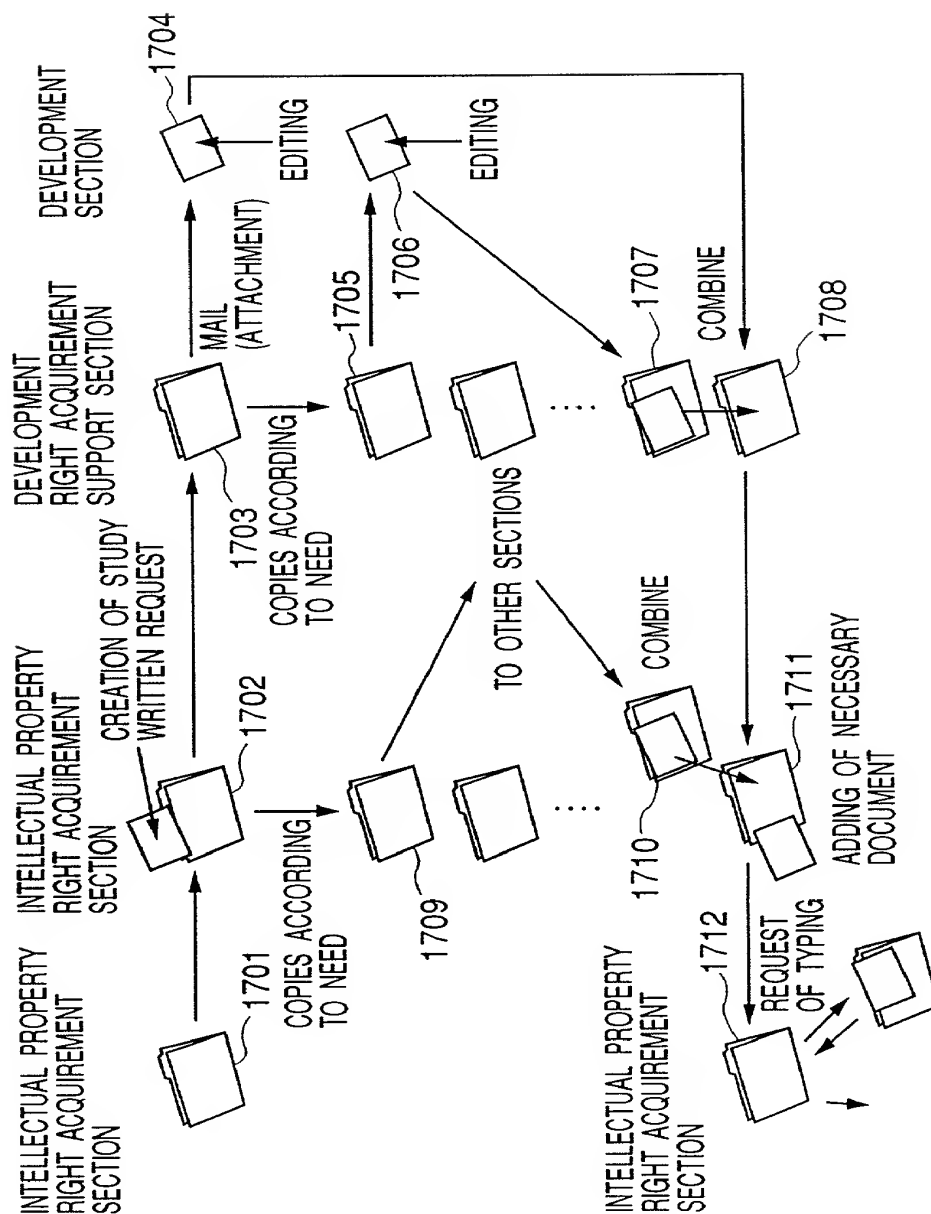 INTELLECTUAL PROPERTY
RIGHT ACQUIREMENT
SECTION
INTELLECTUAL PROPERTY
RIGHT ACQUIREMENT
SECTION
DEVELOPMENT
RIGHT ACQUIREMENT
SUPPORT SECTION
DEVELOPMENT
SECTION
CREATION OF STUDY
WRITTEN REQUEST
1701
1702
1703
MAIL
(ATTACHMENT)
1704
EDITING
COPIES ACCORDING
TO NEED
COPIES ACCORDING
TO NEED
1709
1705
1706
EDITING
TO OTHER SECTIONS
1710
COMBINE
1707
COMBINE
1708
INTELLECTUAL PROPERTY
RIGHT ACQUIREMENT
SECTION
1712
REQUEST
OF TYPING
1711
ADDING OF NECESSARY
DOCUMENT